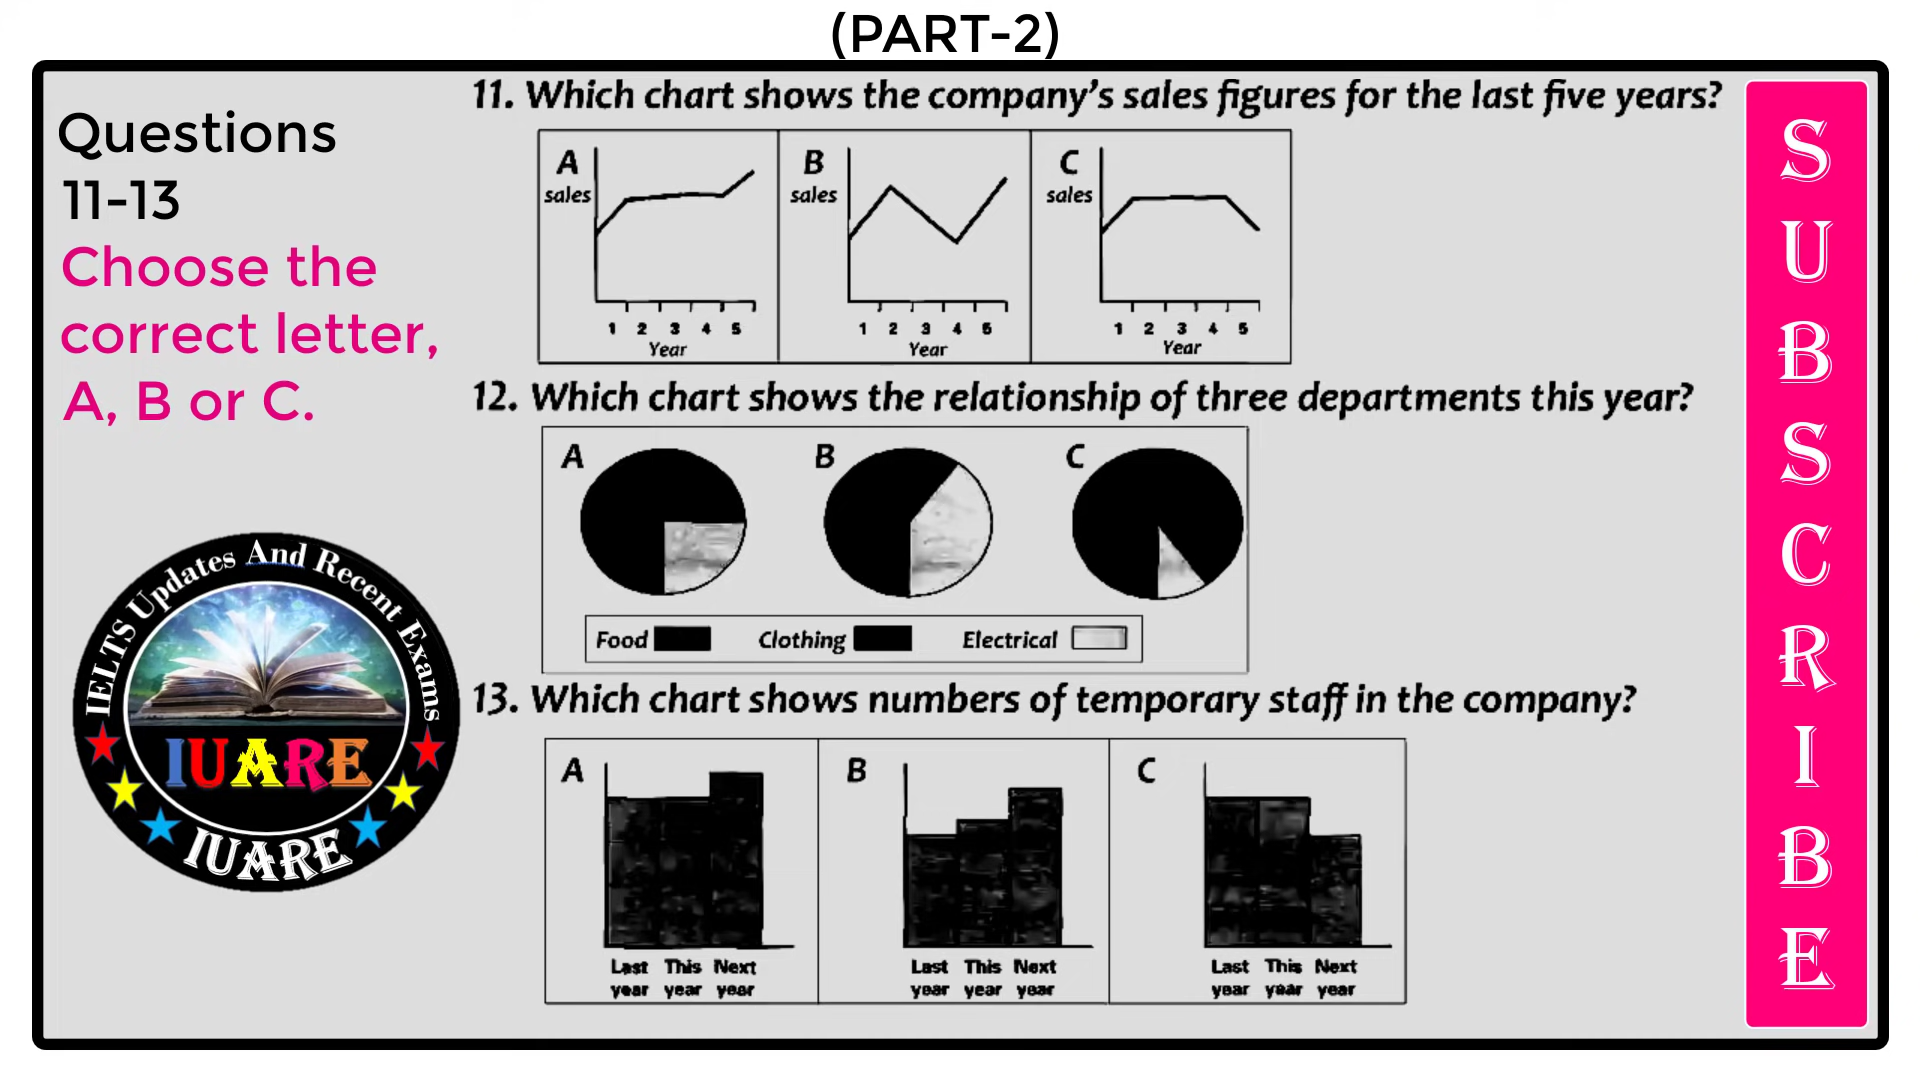 (PART-2)
Questions
11-13
Choose the
correct letter,
A, B or C.
IELTS Updates And Recent Exams
IUARE
IUARE
11. Which chart shows the company's sales figures for the last five years?
A
sales
1 2 3 4 5
Year
B
sales
1 2 3 4 5
Year
C
sales
1 2 3 4 5
Year
12. Which chart shows the relationship of three departments this year?
A B C
Food Clothing Electrical
13. Which chart shows numbers of temporary staff in the company?
A
Last This Next
year year year
B
Last This Next
year year year
C
Last This Next
year year year
SUBSCRIBE